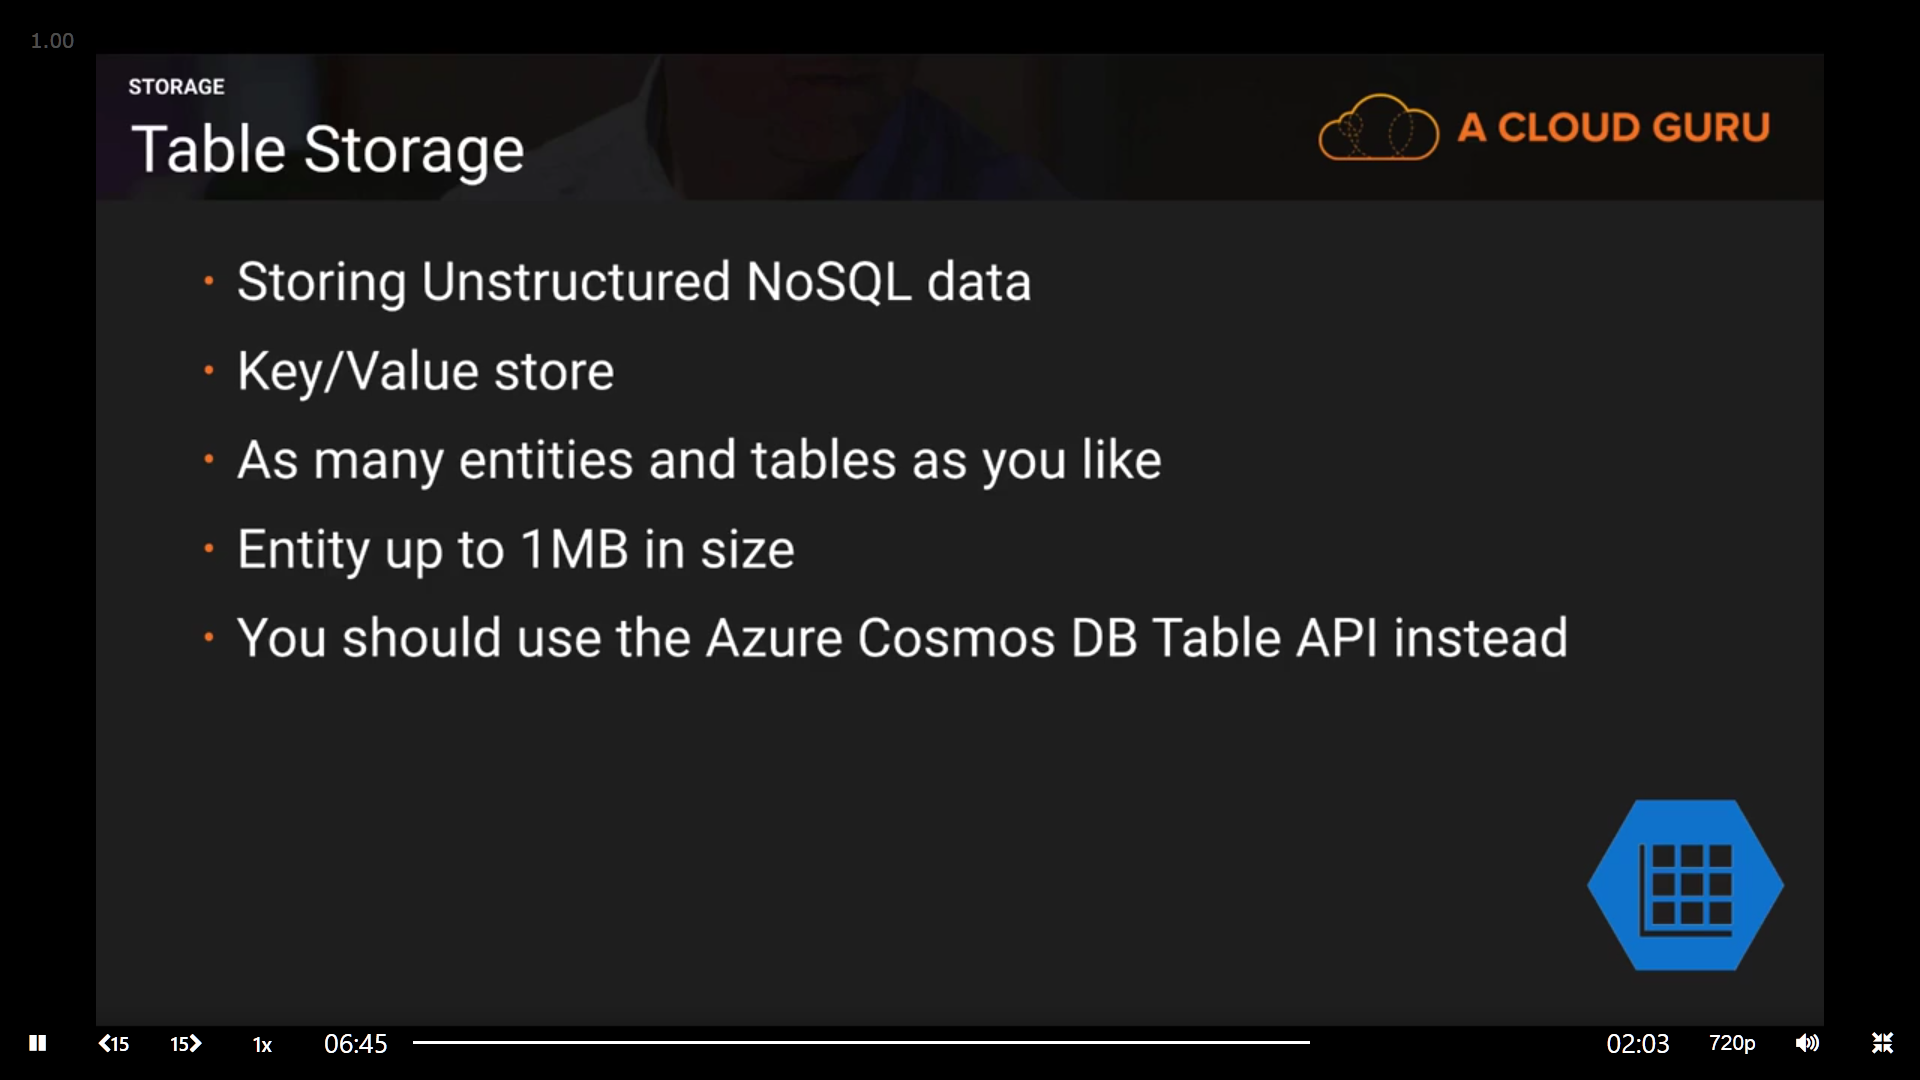 1.00
STORAGE
Table Storage
A CLOUD GURU
• Storing Unstructured NoSQL data
• Key/Value store
• As many entities and tables as you like
• Entity up to 1MB in size
• You should use the Azure Cosmos DB Table API instead
15 15 1x 06:45 02:03 720p